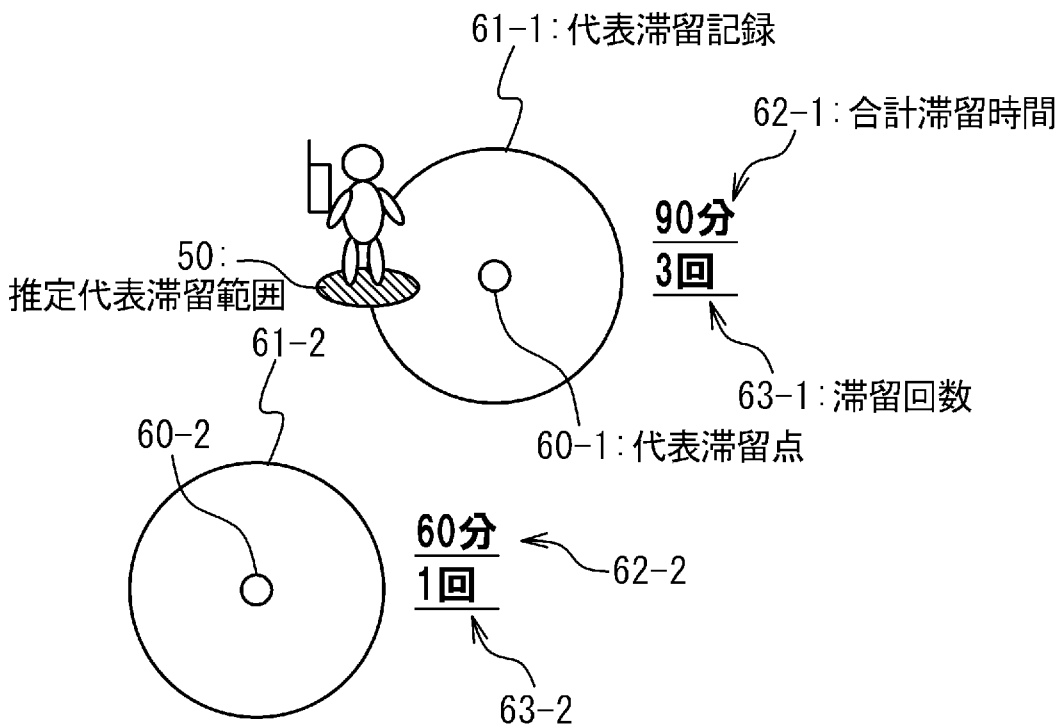 61-1：代表滞留記録
62-1：合計滞留時間
90分
3回
50：
推定代表滞留範囲
61-2
63-1：滞留回数
60-2
60-1：代表滞留点
60分
1回
62-2
63-2